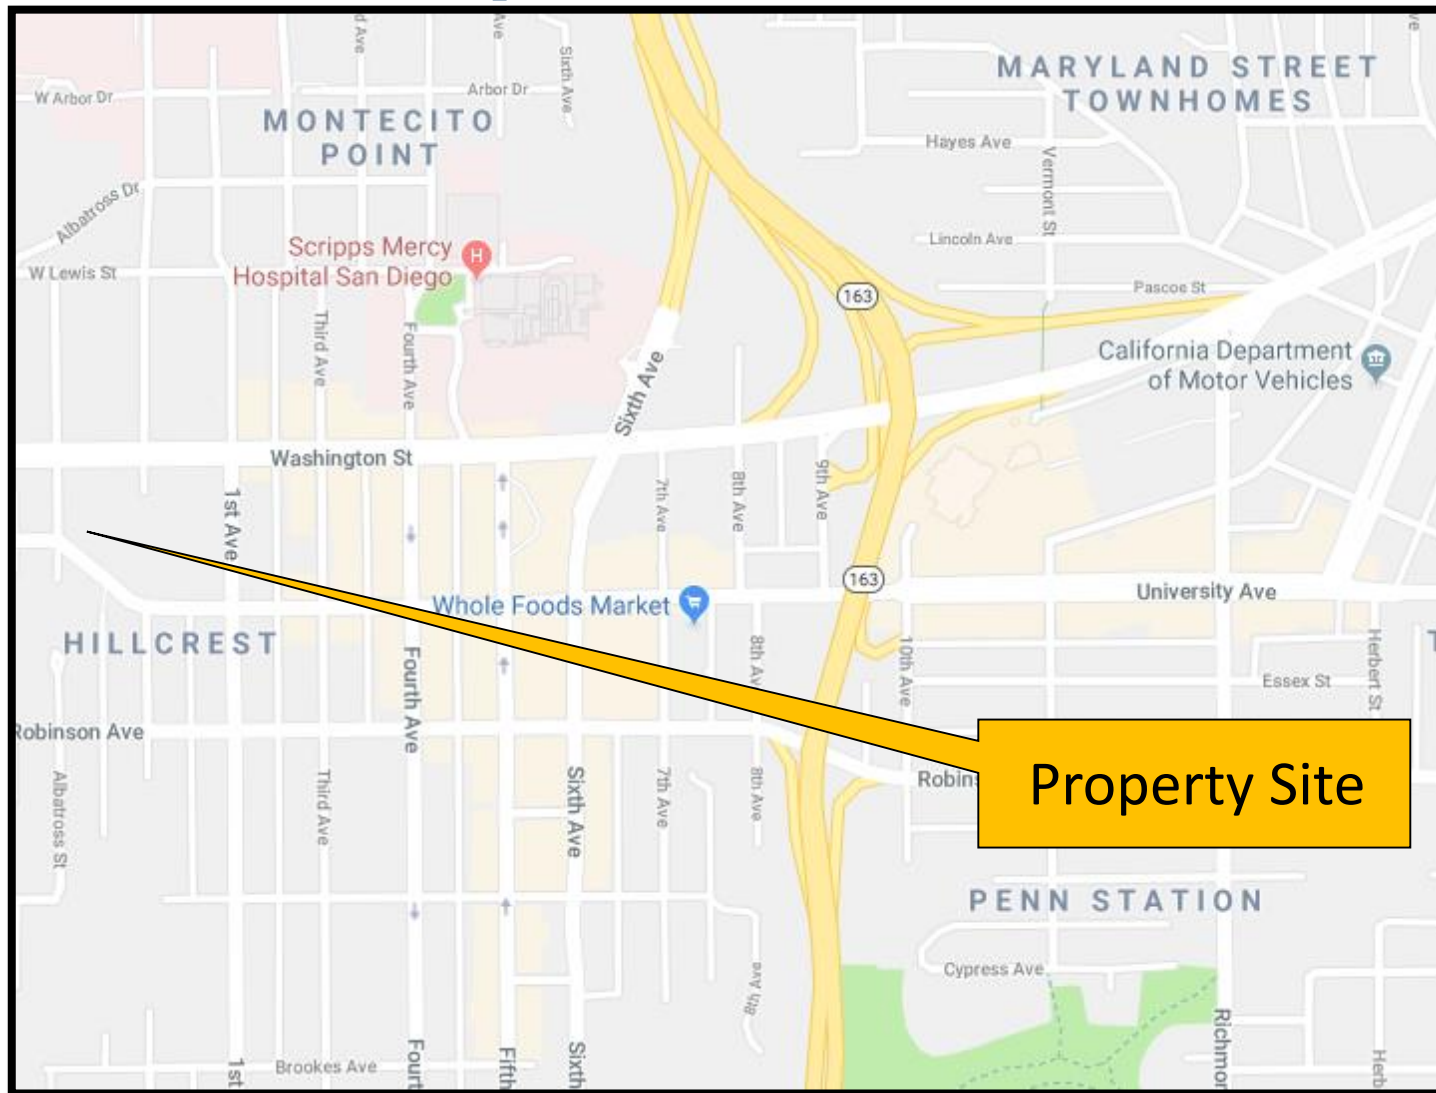 d Ave
Ave
Sixth Ave
ve
MARYLAND STREET
TOWNHOMES
W Arbor Dr
Arbor Dr
MONTECITO
POINT
Hayes Ave
Vermont St
Albatross Dr
Lincoln Ave
Scripps Mercy
Hospital San Diego
H
W Lewis St
163
Pascoe St
Third Ave
Fourth Ave
Sixth Ave
California Department
of Motor Vehicles
Washington St
1st Ave
7th Ave
8th Ave
9th Ave
163
University Ave
Whole Foods Market
HILLCREST
Fourth Ave
8th Av
10th Ave
Herbert St
T
Essex St
Robinson Ave
Albatross St
Third Ave
Sixth Ave
7th Ave
8th Ave
Robins
Property Site
PENN STATION
Cypress Ave
8th Ave
Richmor
Brookes Ave
1st
Fourt
Fifth
Sixth
Herb